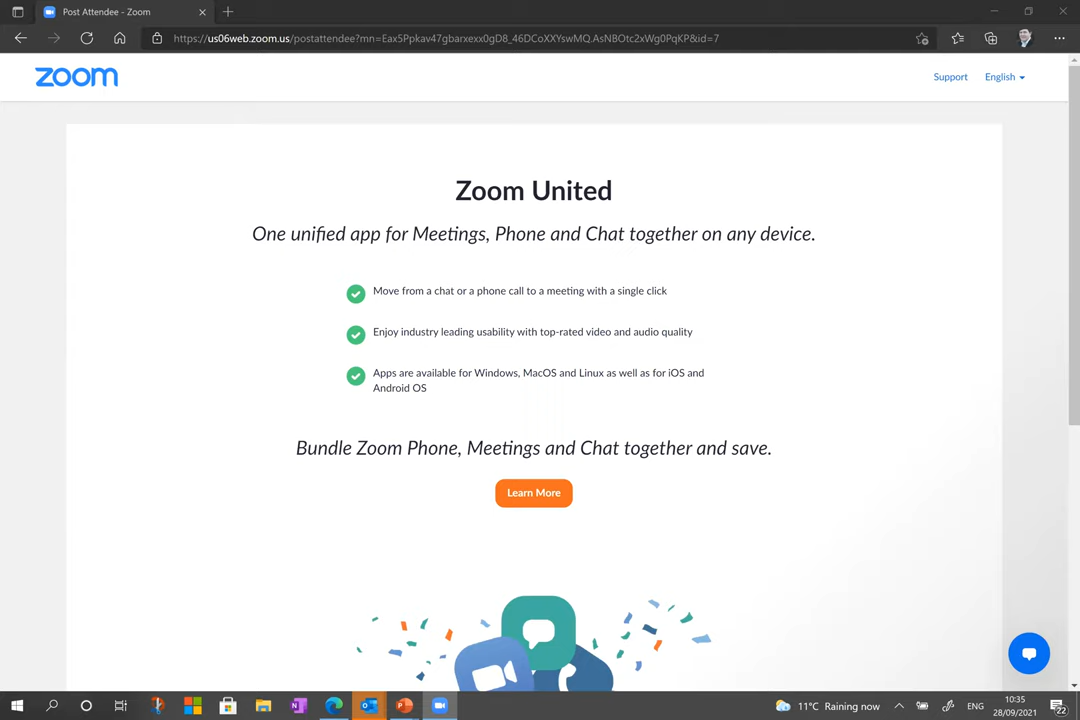 Post Attendee - Zoom
https://us06web.zoom.us/postattendee?mn=Eax5Ppkav47gbarxexx0gD8_46DCoXXYswMQ.AsNBOtc2xWg0PqKP&id=7
zoom
Support
English
Zoom United
One unified app for Meetings, Phone and Chat together on any device.
Move from a chat or a phone call to a meeting with a single click
Enjoy industry leading usability with top-rated video and audio quality
Apps are available for Windows, MacOS and Linux as well as for iOS and
Android OS
Bundle Zoom Phone, Meetings and Chat together and save.
Learn More
11°C Raining now
ENG
10:35
28/09/2021
22